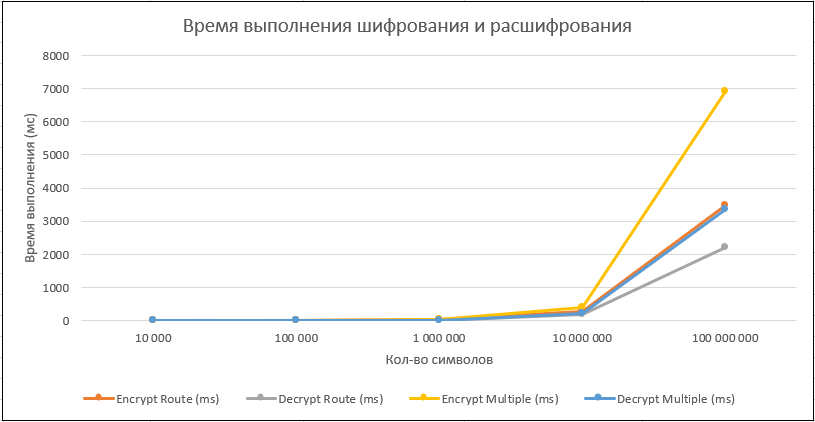 Время выполнения шифрования и расшифрования
8000
7000
6000
5000
4000
3000
2000
1000
0
Время выполнения (мс)
10 000 100 000 1 000 000 10 000 000 100 000 000
Кол-во символов
Encrypt Route (ms) Decrypt Route (ms) Encrypt Multiple (ms) Decrypt Multiple (ms)